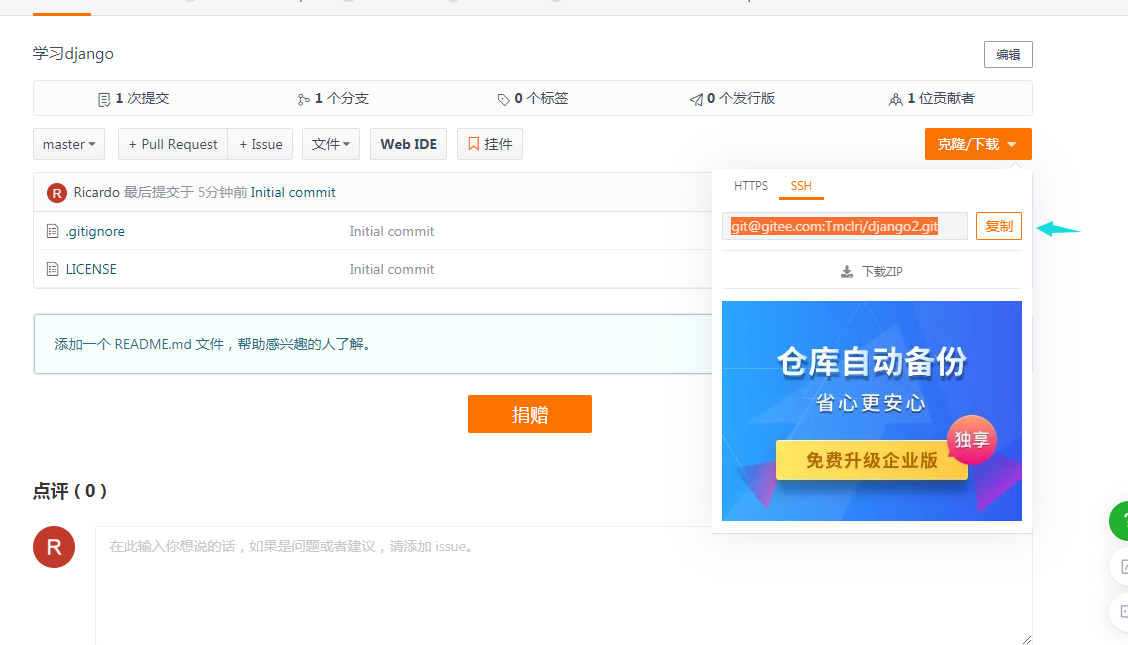 学习django
编辑
1 次提交
1 个分支
0 个标签
0 个发行版
1 位贡献者
master
+ Pull Request
+ Issue
文件
Web IDE
挂件
克隆/下载
R
Ricardo 最后提交于 5分钟前 Initial commit
.gitignore
Initial commit
LICENSE
Initial commit
HTTPS
SSH
git@gitee.com:Tmclri/django2.git
复制
下载ZIP
仓库自动备份
省心更安心
独享
免费升级企业版
添加一个 README.md 文件，帮助感兴趣的人了解。
捐赠
点评 ( 0 )
R
在此输入你想说的话，如果是问题或者建议，请添加 issue。
?